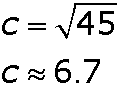 c = √45
c ≈ 6.7